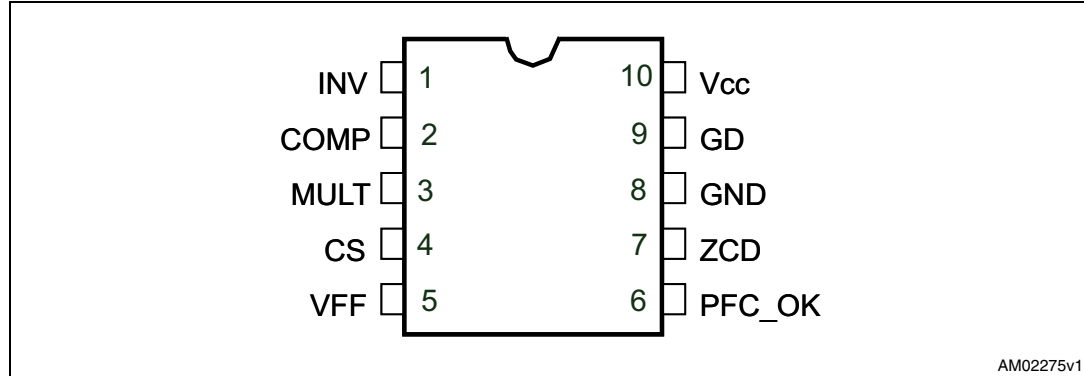 INV 1 10 Vcc
COMP 2 9 GD
MULT 3 8 GND
CS 4 7 ZCD
VFF 5 6 PFC_OK
AM02275v1